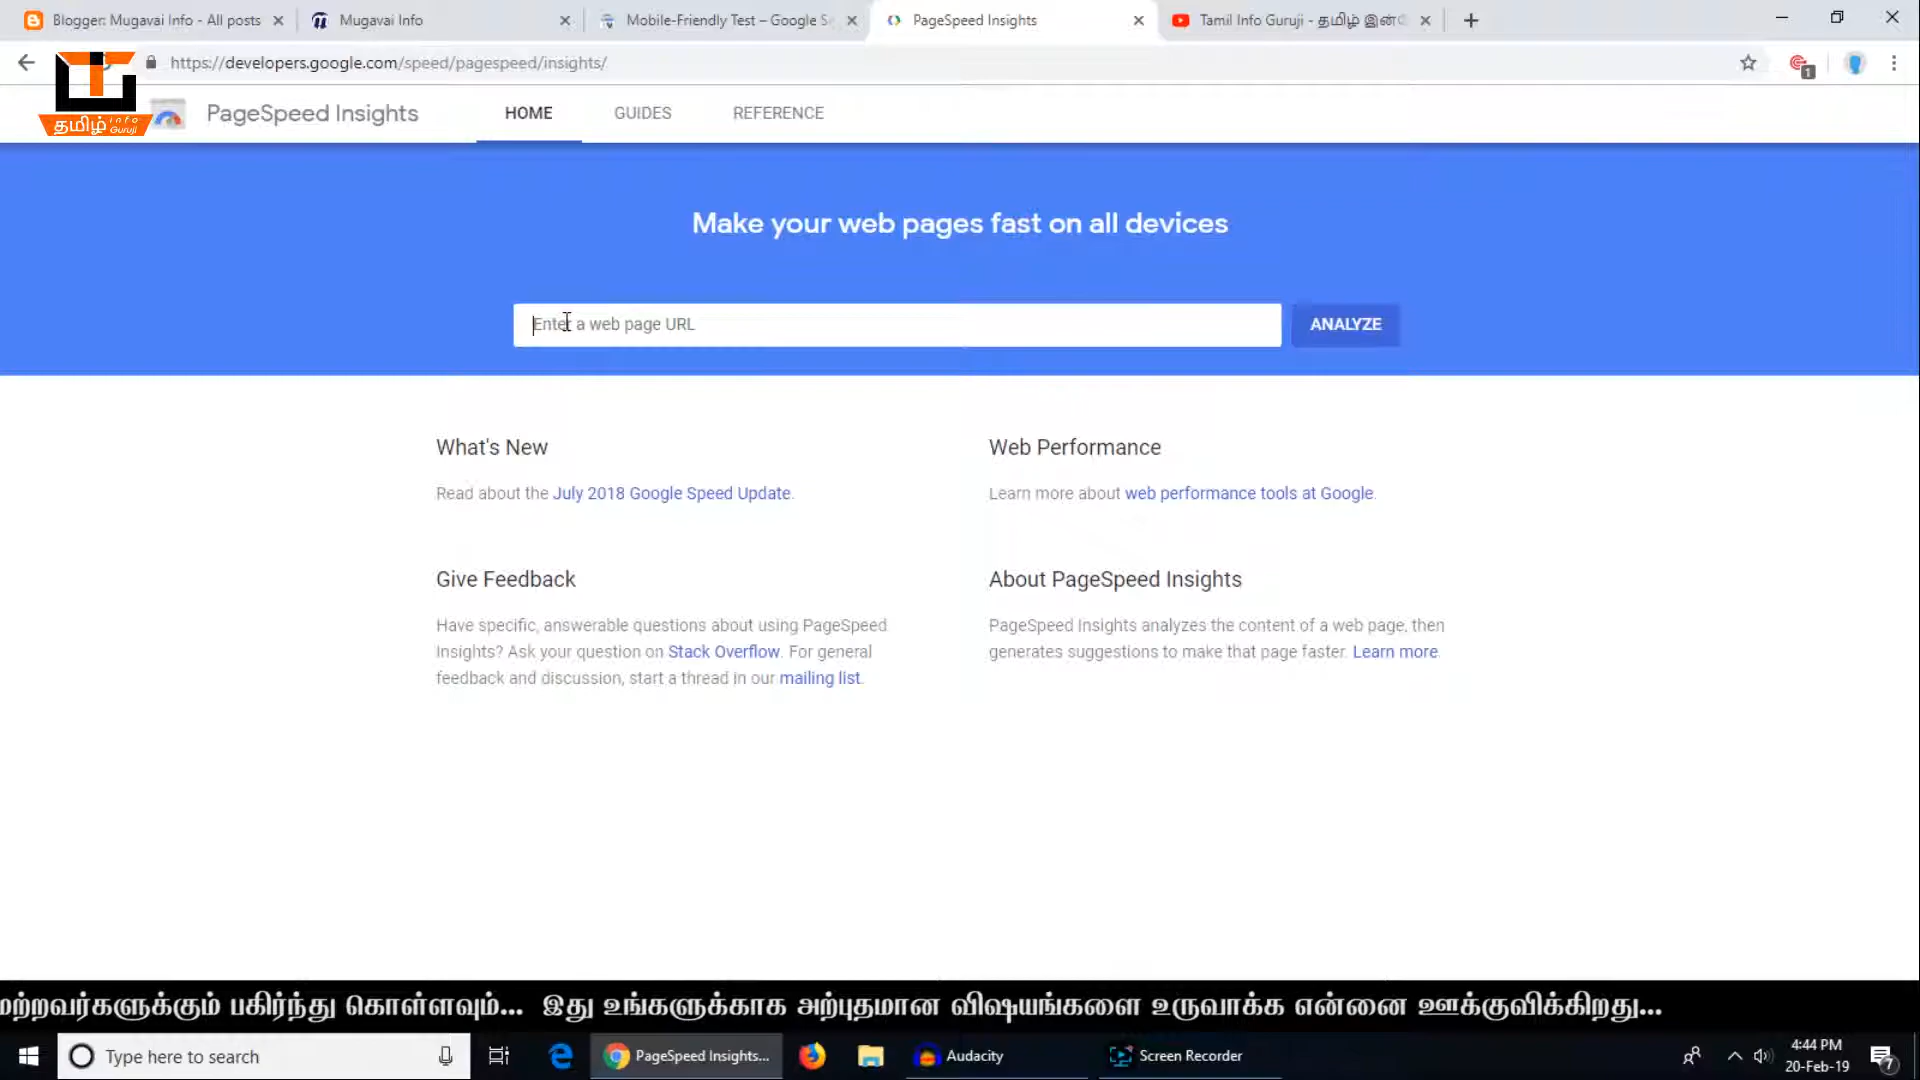 Blogger: Mugavai Info - All posts
Mugavai Info
Mobile-Friendly Test – Google S
PageSpeed Insights
Tamil Info Guruji - தமிழ் இன்
https://developers.google.com/speed/pagespeed/insights/
1
தமிழ் info Guruji
PageSpeed Insights
HOME
GUIDES
REFERENCE
Make your web pages fast on all devices
Enter a web page URL
ANALYZE
What's New
Read about the July 2018 Google Speed Update.
Web Performance
Learn more about web performance tools at Google.
Give Feedback
Have specific, answerable questions about using PageSpeed
Insights? Ask your question on Stack Overflow. For general
feedback and discussion, start a thread in our mailing list.
About PageSpeed Insights
PageSpeed Insights analyzes the content of a web page, then
generates suggestions to make that page faster. Learn more.
மற்றவர்களுக்கும் பகிர்ந்து கொள்ளவும்... இது உங்களுக்காக அற்புதமான விஷயங்களை உருவாக்க என்னை ஊக்குவிக்கிறது...
Type here to search
PageSpeed Insights...
Audacity
Screen Recorder
4:44 PM
20-Feb-19
7